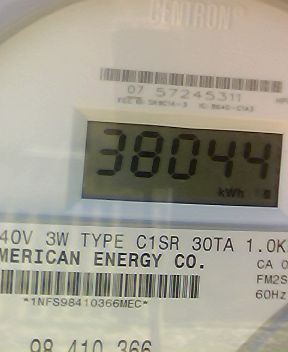 CENTRON®
07 57245311
38044
kWh
40V 3W TYPE C1SR 30TA 1.0K
MERICAN ENERGY CO.
CA 0
FM2S
60Hz
*1NFS98410366MEC*
98 410 366